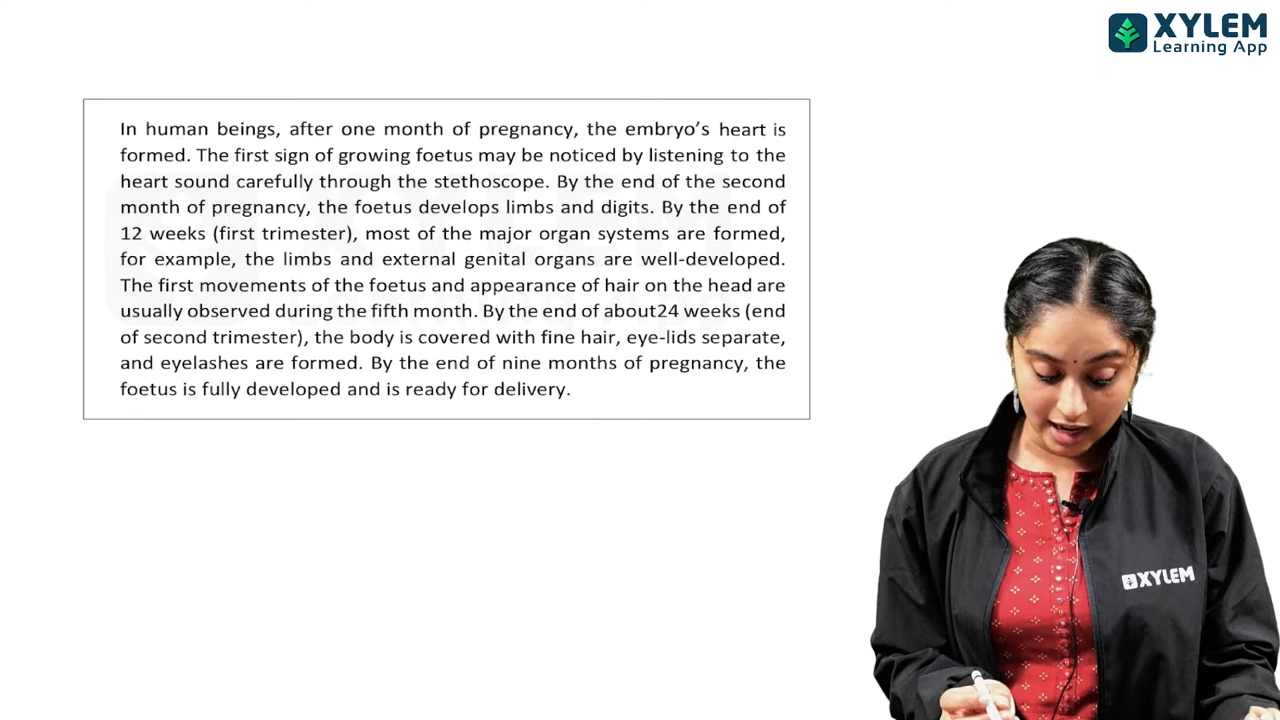 XYLEM
Learning App
In human beings, after one month of pregnancy, the embryo's heart is
formed. The first sign of growing foetus may be noticed by listening to the
heart sound carefully through the stethoscope. By the end of the second
month of pregnancy, the foetus develops limbs and digits. By the end of
12 weeks (first trimester), most of the major organ systems are formed,
for example, the limbs and external genital organs are well-developed.
The first movements of the foetus and appearance of hair on the head are
usually observed during the fifth month. By the end of about24 weeks (end
of second trimester), the body is covered with fine hair, eye-lids separate,
and eyelashes are formed. By the end of nine months of pregnancy, the
foetus is fully developed and is ready for delivery.
XYLEM